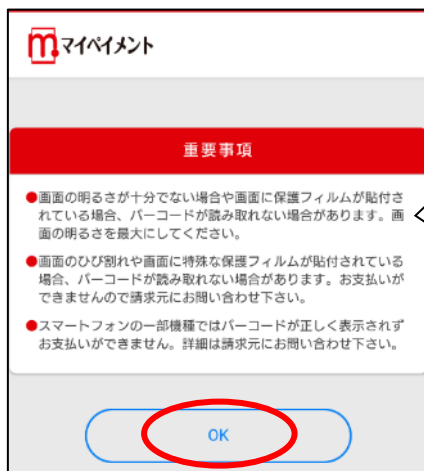 m.マイペイメント
重要事項
●画面の明るさが十分でない場合や画面に保護フィルムが貼付さ
れている場合、バーコードが読み取れない場合があります。画
面の明るさを最大にしてください。
●画面のひび割れや画面に特殊な保護フィルムが貼付されている
場合、バーコードが読み取れない場合があります。お支払いが
できませんので請求元にお問い合わせ下さい。
●スマートフォンの一部機種ではバーコードが正しく表示されず
お支払いができません。詳細は請求元にお問い合わせ下さい。
OK